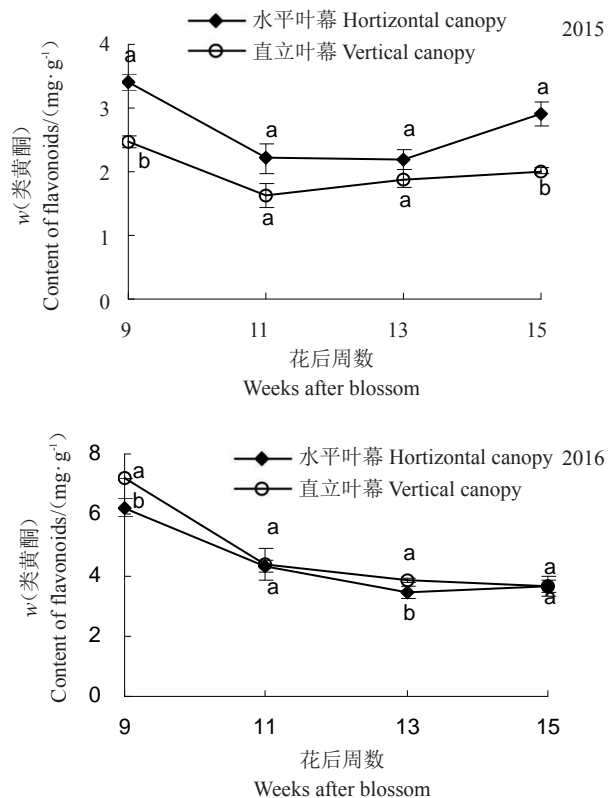 水平叶幕 Hortizontal canopy 2015
直立叶幕 Vertical canopy
w(类黄酮)
Content of flavonoids/(mg·g⁻¹)
4
3
2
1
0
a
a
a
a
b
a
a
b
9 11 13 15
花后周数
Weeks after blossom
水平叶幕 Hortizontal canopy 2016
直立叶幕 Vertical canopy
w(类黄酮)
Content of flavonoids/(mg·g⁻¹)
8
6
4
2
0
a
b
a
a
a
b
a
a
9 11 13 15
花后周数
Weeks after blossom